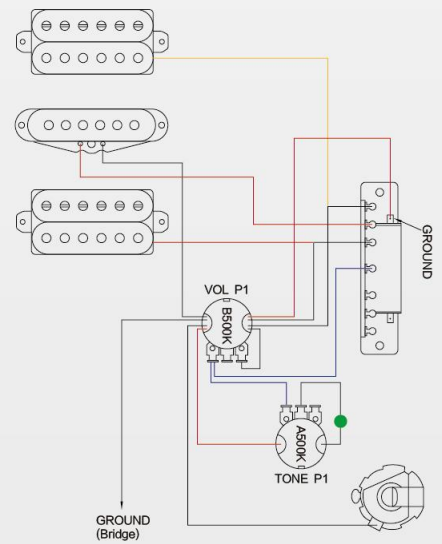 VOL P1
B500K
GROUND
A500K
TONE P1
GROUND
(Bridge)